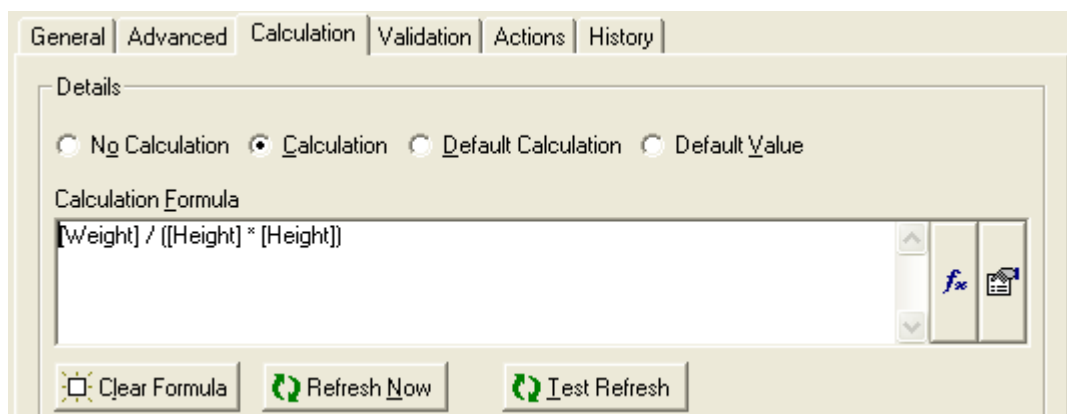 General Advanced Calculation Validation Actions History
Details
No Calculation Calculation Default Calculation Default Value
Calculation Formula
[Weight] / ([Height] * [Height])
fx
Clear Formula Refresh Now Test Refresh